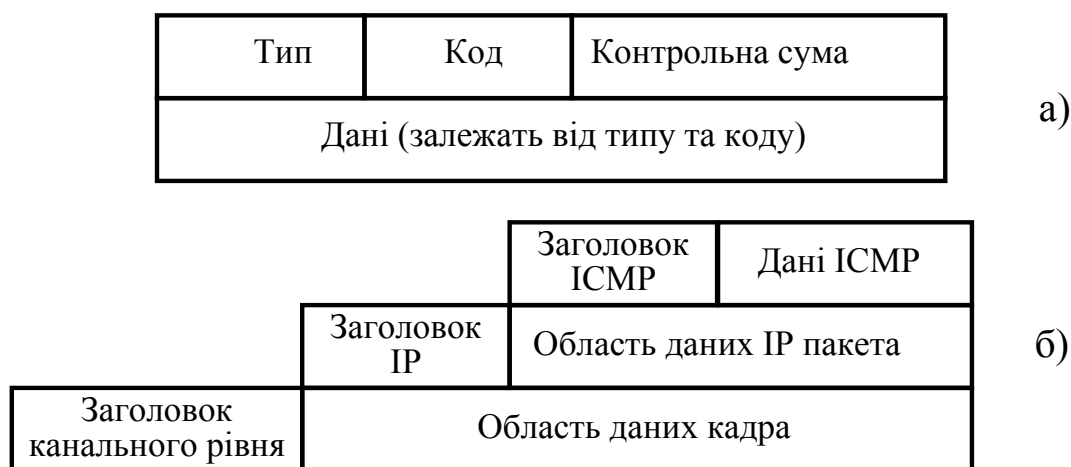 Тип Код Контрольна сума
а)
Дані (залежать від типу та коду)
Заголовок
ICMP
Дані ICMP
Заголовок
IP
Область даних IP пакета
б)
Заголовок
канального рівня
Область даних кадра